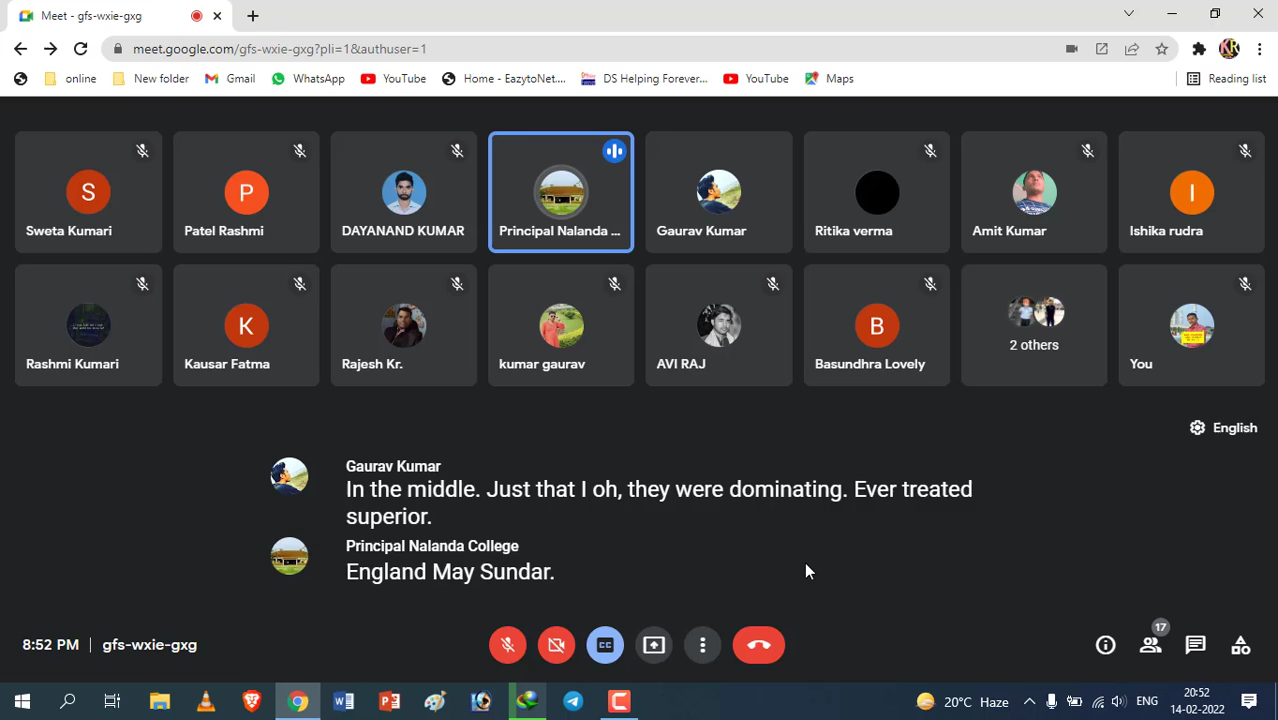 Meet - gfs-wxie-gxg
meet.google.com/gfs-wxie-gxg?pli=1&authuser=1
KR
online
New folder
Gmail
WhatsApp
YouTube
Home - EazytoNet....
DS Helping Forever...
YouTube
Maps
Reading list
S
Sweta Kumari
P
Patel Rashmi
DAYANAND KUMAR
Principal Nalanda ...
Gaurav Kumar
Ritika verma
Amit Kumar
I
Ishika rudra
Rashmi Kumari
K
Kausar Fatma
Rajesh Kr.
kumar gaurav
AVI RAJ
B
Basundhra Lovely
2 others
You
English
Gaurav Kumar
In the middle. Just that I oh, they were dominating. Ever treated
superior.
Principal Nalanda College
England May Sundar.
8:52 PM
gfs-wxie-gxg
CC
17
20°C Haze
ENG
20:52
14-02-2022